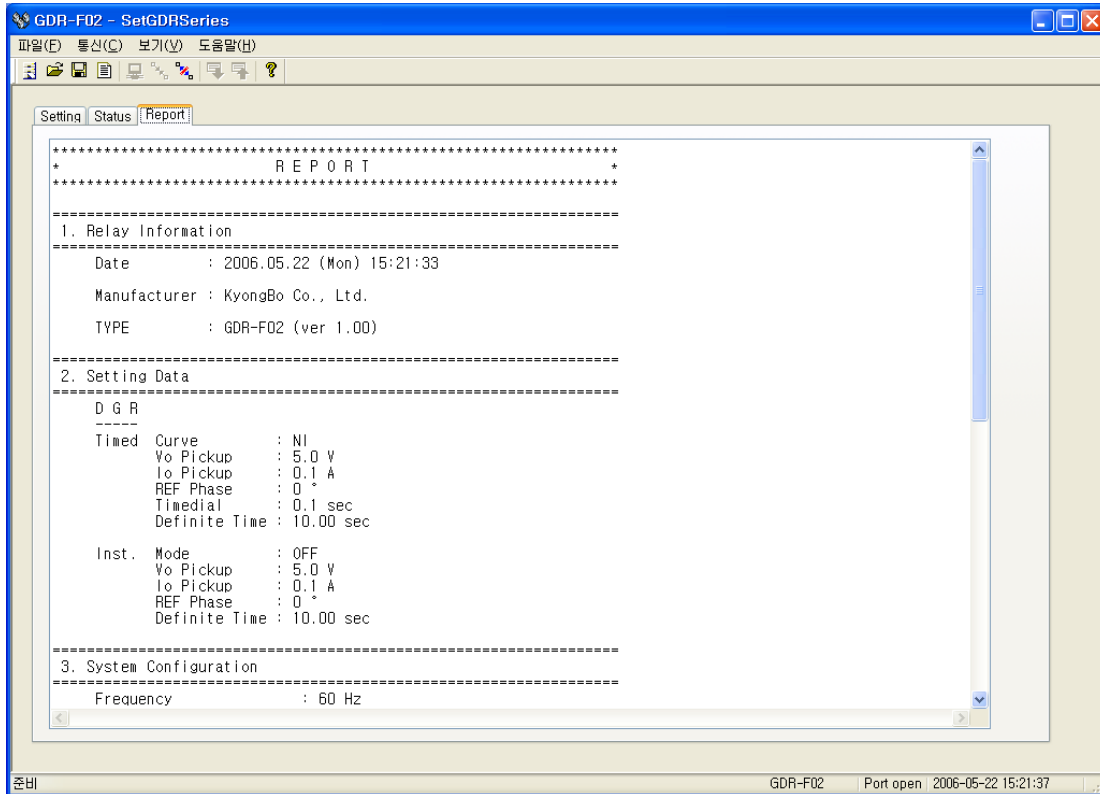 GDR-F02 - SetGDRSeries
파일(F) 통신(C) 보기(V) 도움말(H)
Setting Status Report
******************************************************************
* R E P O R T *
******************************************************************
==================================================================
1. Relay Information
==================================================================
Date : 2006.05.22 (Mon) 15:21:33
Manufacturer : KyongBo Co., Ltd.
TYPE : GDR-F02 (ver 1.00)
==================================================================
2. Setting Data
==================================================================
D G R
-----
Timed Curve : NI
Vo Pickup : 5.0 V
Io Pickup : 0.1 A
REF Phase : 0 °
Timedial : 0.1 sec
Definite Time : 10.00 sec
Inst. Mode : OFF
Vo Pickup : 5.0 V
Io Pickup : 0.1 A
REF Phase : 0 °
Definite Time : 10.00 sec
==================================================================
3. System Configuration
==================================================================
Frequency : 60 Hz
준비 GDR-F02 Port open 2006-05-22 15:21:37